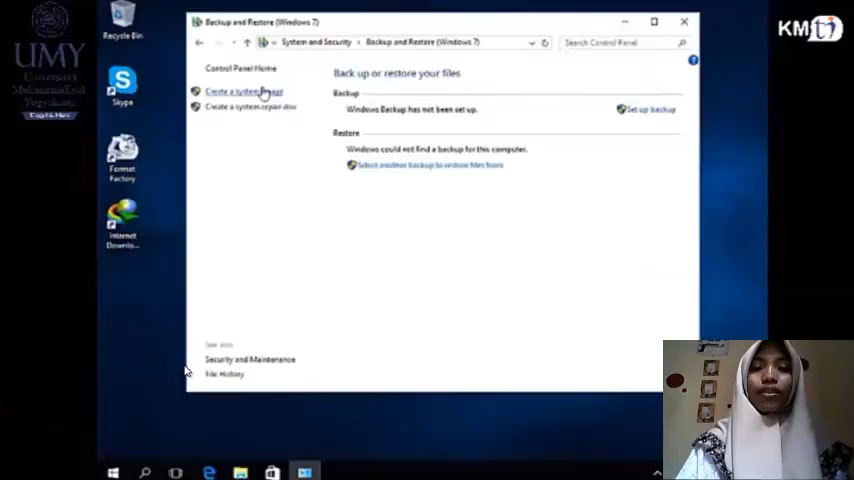 Backup and Restore (Windows 7)
System and Security > Backup and Restore (Windows 7)
Search Control Panel
Control Panel Home
Create a system image
Create a system repair disc
Back up or restore your files
Backup
Windows Backup has not been set up.
Set up backup
Restore
Windows could not find a backup for this computer.
Select another backup to restore files from
See also
Security and Maintenance
File History
Recycle Bin
Skype
Format
Factory
Internet
Downlo...
UMY
Universitas
Muhammadiyah
Yogyakarta
KMTI